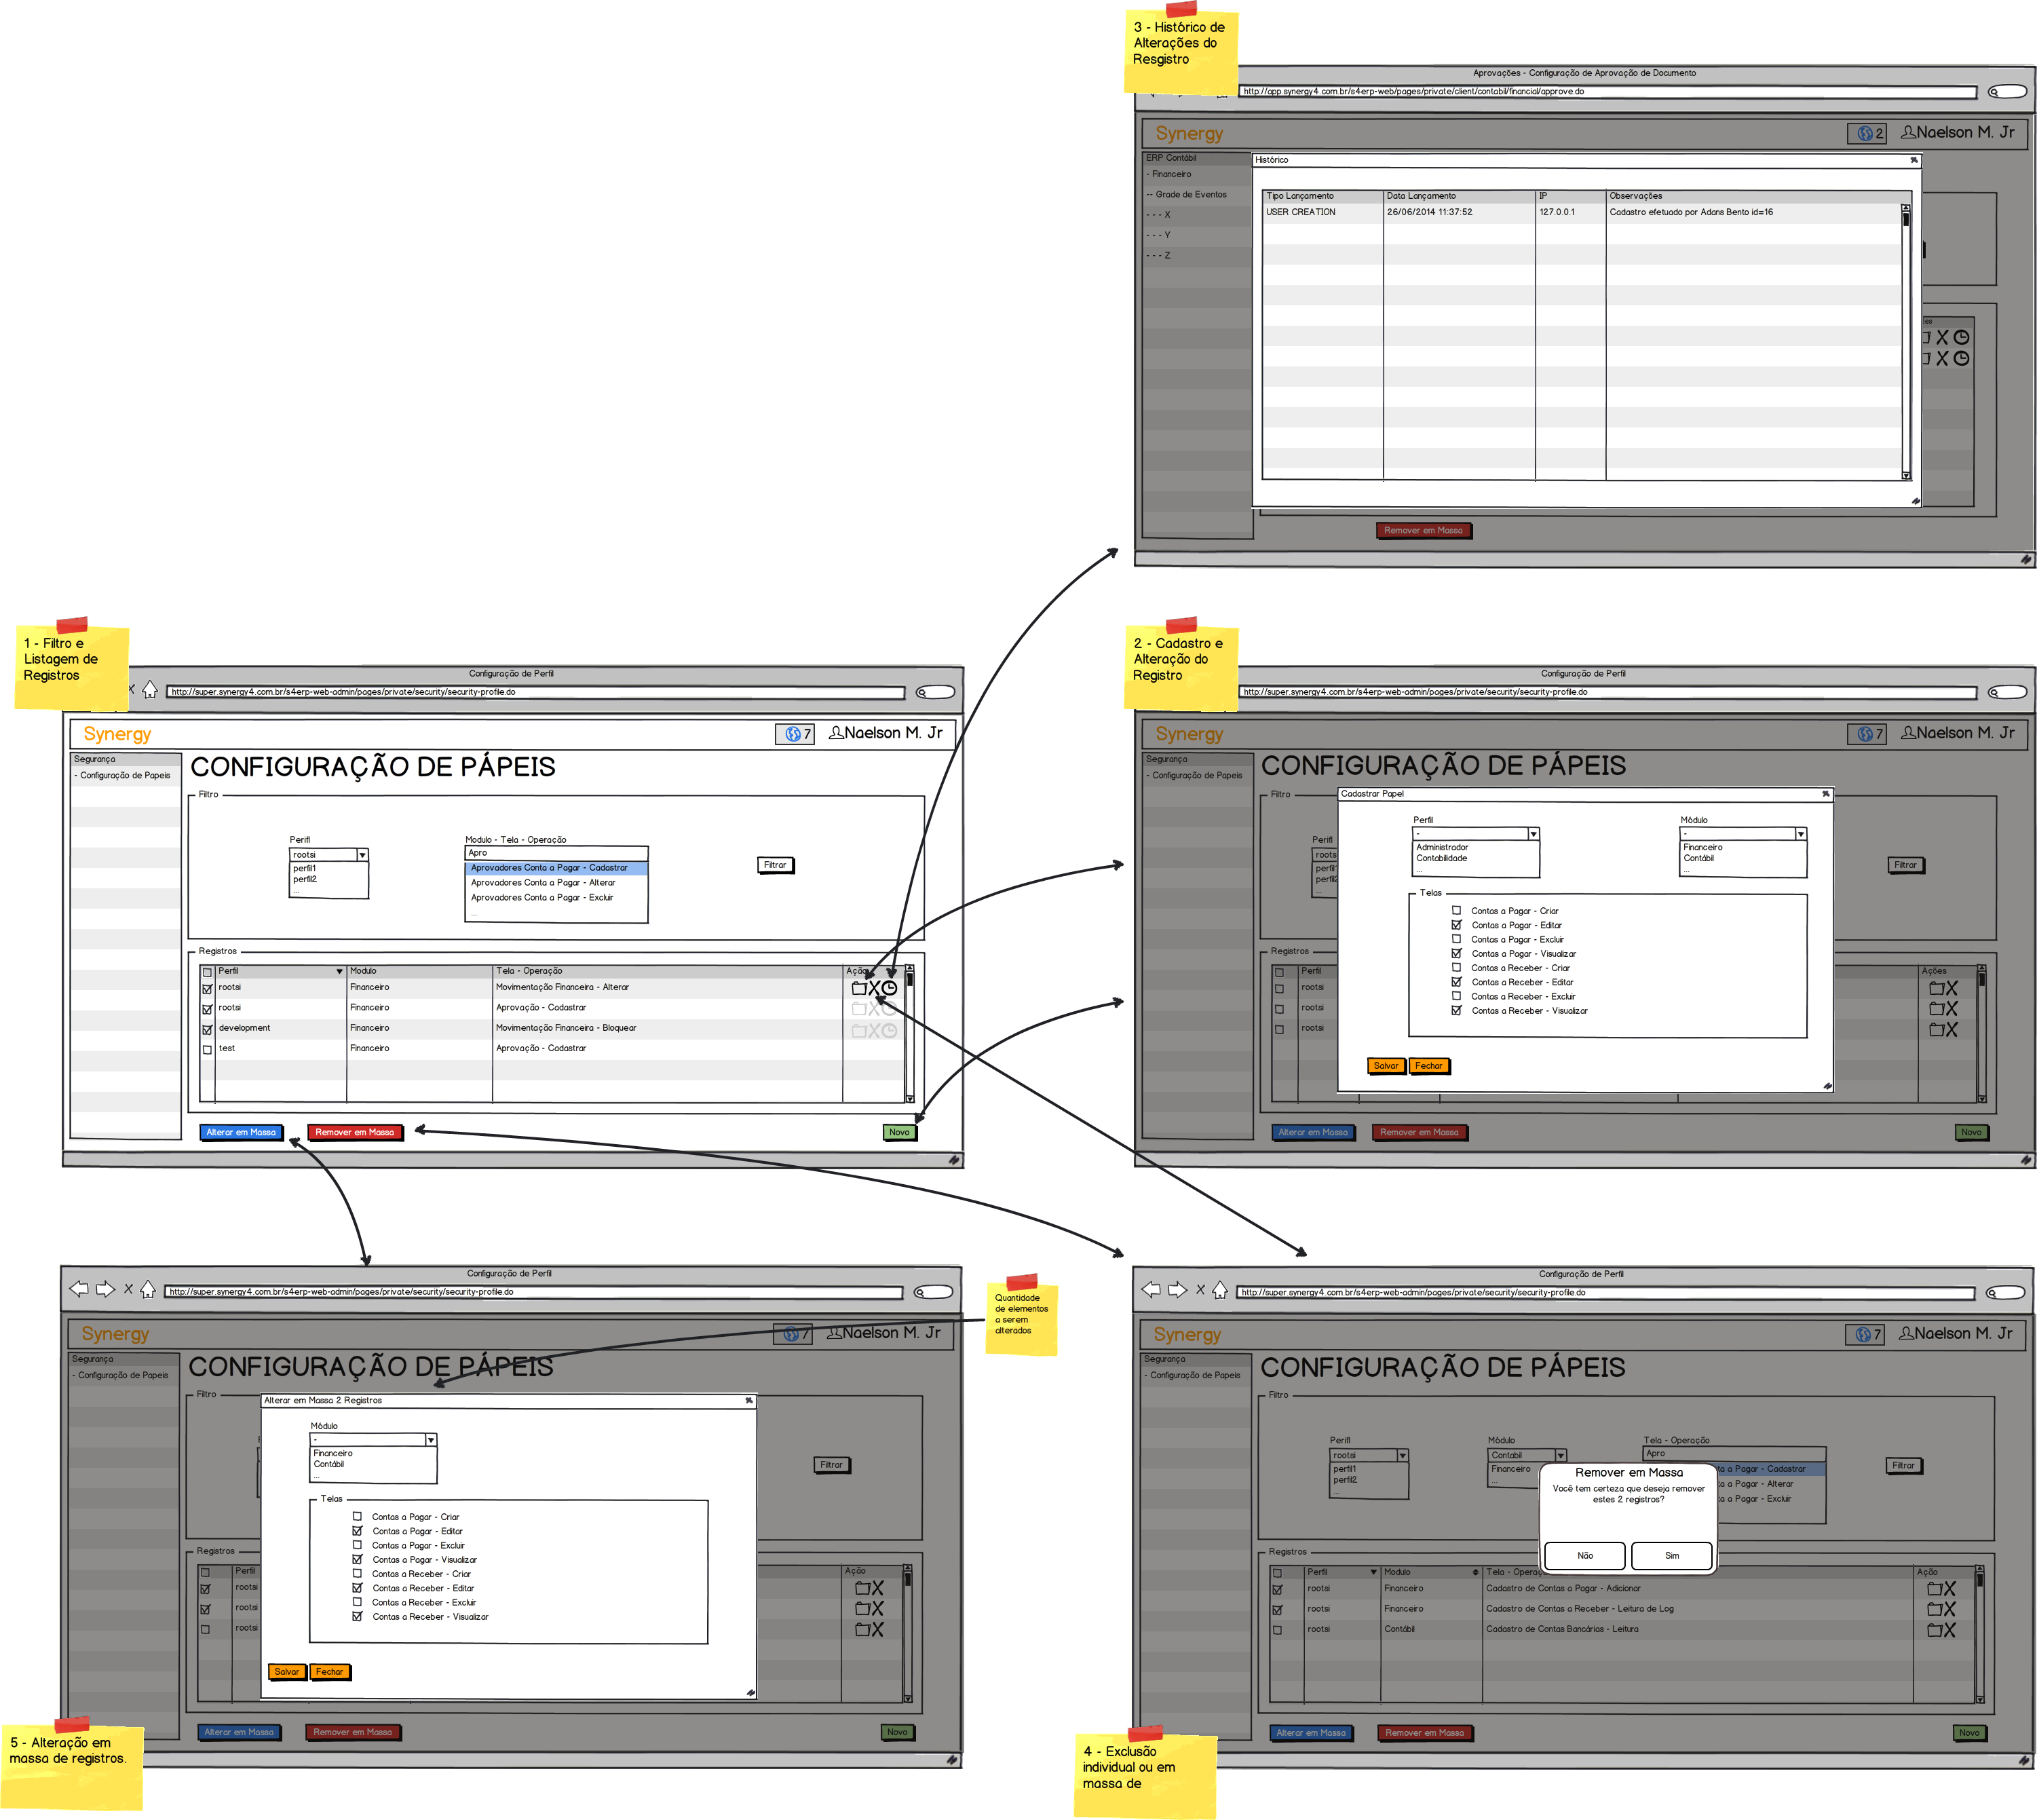 3 - Histórico de
Alterações do
Resgistro
Aprovações - Configuração de Aprovação de Documento
http://app.synergy4.com.br/s4erp-web/pages/private/client/contabil/financial/approve.do
Synergy
2
Naelson M. Jr
ERP Contábil
- Financeiro
-- Grade de Eventos
--- X
--- Y
--- Z
Histórico
Tipo Lançamento
Data Lançamento
IP
Observações
USER CREATION
26/06/2014 11:37:52
127.0.0.1
Cadastro efetuado por Adans Bento id=16
Remover em Massa
1 - Filtro e
Listagem de
Registros
Configuração de Perfil
http://super.synergy4.com.br/s4erp-web-admin/pages/private/security/security-profile.do
Synergy
7
Naelson M. Jr
Segurança
- Configuração de Papeis
CONFIGURAÇÃO DE PÁPEIS
Filtro
Perifl
rootsi
perfil1
perfil2
...
Modulo - Tela - Operação
Apro
Aprovadores Conta a Pagar - Cadastrar
Aprovadores Conta a Pagar - Alterar
Aprovadores Conta a Pagar - Excluir
...
Filtrar
Registros
Perfil
Modulo
Tela - Operação
rootsi
Financeiro
Movimentação Financeira - Alterar
rootsi
Financeiro
Aprovação - Cadastrar
development
Financeiro
Movimentação Financeira - Bloquear
test
Financeiro
Aprovação - Cadastrar
Alterar em Massa
Remover em Massa
Novo
2 - Cadastro e
Alteração do
Registro
Configuração de Perfil
http://super.synergy4.com.br/s4erp-web-admin/pages/private/security/security-profile.do
Synergy
7
Naelson M. Jr
Segurança
- Configuração de Papeis
CONFIGURAÇÃO DE PÁPEIS
Filtro
Perifl
Cadastrar Papel
Perfil
-
Administrador
Contabilidade
...
Módulo
-
Financeiro
Contábil
...
Telas
Contas a Pagar - Criar
Contas a Pagar - Editar
Contas a Pagar - Excluir
Contas a Pagar - Visualizar
Contas a Receber - Criar
Contas a Receber - Editar
Contas a Receber - Excluir
Contas a Receber - Visualizar
Salvar
Fechar
Filtrar
Registros
Perfil
Ações
rootsi
rootsi
rootsi
Alterar em Massa
Remover em Massa
Novo
Configuração de Perfil
http://super.synergy4.com.br/s4erp-web-admin/pages/private/security/security-profile.do
Synergy
7
Naelson M. Jr
Quantidade
de elementos
a serem
alterados
Segurança
- Configuração de Papeis
CONFIGURAÇÃO DE PÁPEIS
Filtro
Alterar em Massa 2 Registros
Módulo
-
Financeiro
Contábil
...
Telas
Contas a Pagar - Criar
Contas a Pagar - Editar
Contas a Pagar - Excluir
Contas a Pagar - Visualizar
Contas a Receber - Criar
Contas a Receber - Editar
Contas a Receber - Excluir
Contas a Receber - Visualizar
Salvar
Fechar
Filtrar
Registros
Perfil
Ação
rootsi
rootsi
rootsi
Alterar em Massa
Remover em Massa
Novo
5 - Alteração em
massa de registros.
Configuração de Perfil
http://super.synergy4.com.br/s4erp-web-admin/pages/private/security/security-profile.do
Synergy
7
Naelson M. Jr
Segurança
- Configuração de Papeis
CONFIGURAÇÃO DE PÁPEIS
Filtro
Perifl
rootsi
perfil1
perfil2
...
Módulo
Contabil
Financeiro
...
Tela - Operação
Apro
a Pagar - Cadastrar
a Pagar - Alterar
a Pagar - Excluir
Filtrar
Remover em Massa
Você tem certeza que deseja remover
estes 2 registros?
Não
Sim
Registros
Perfil
Modulo
Ação
rootsi
Financeiro
Cadastro de Contas a Pagar - Adicionar
rootsi
Financeiro
Cadastro de Contas a Receber - Leitura de Log
rootsi
Contábil
Cadastro de Contas Bancárias - Leitura
Alterar em Massa
Remover em Massa
Novo
4 - Exclusão
individual ou em
massa de